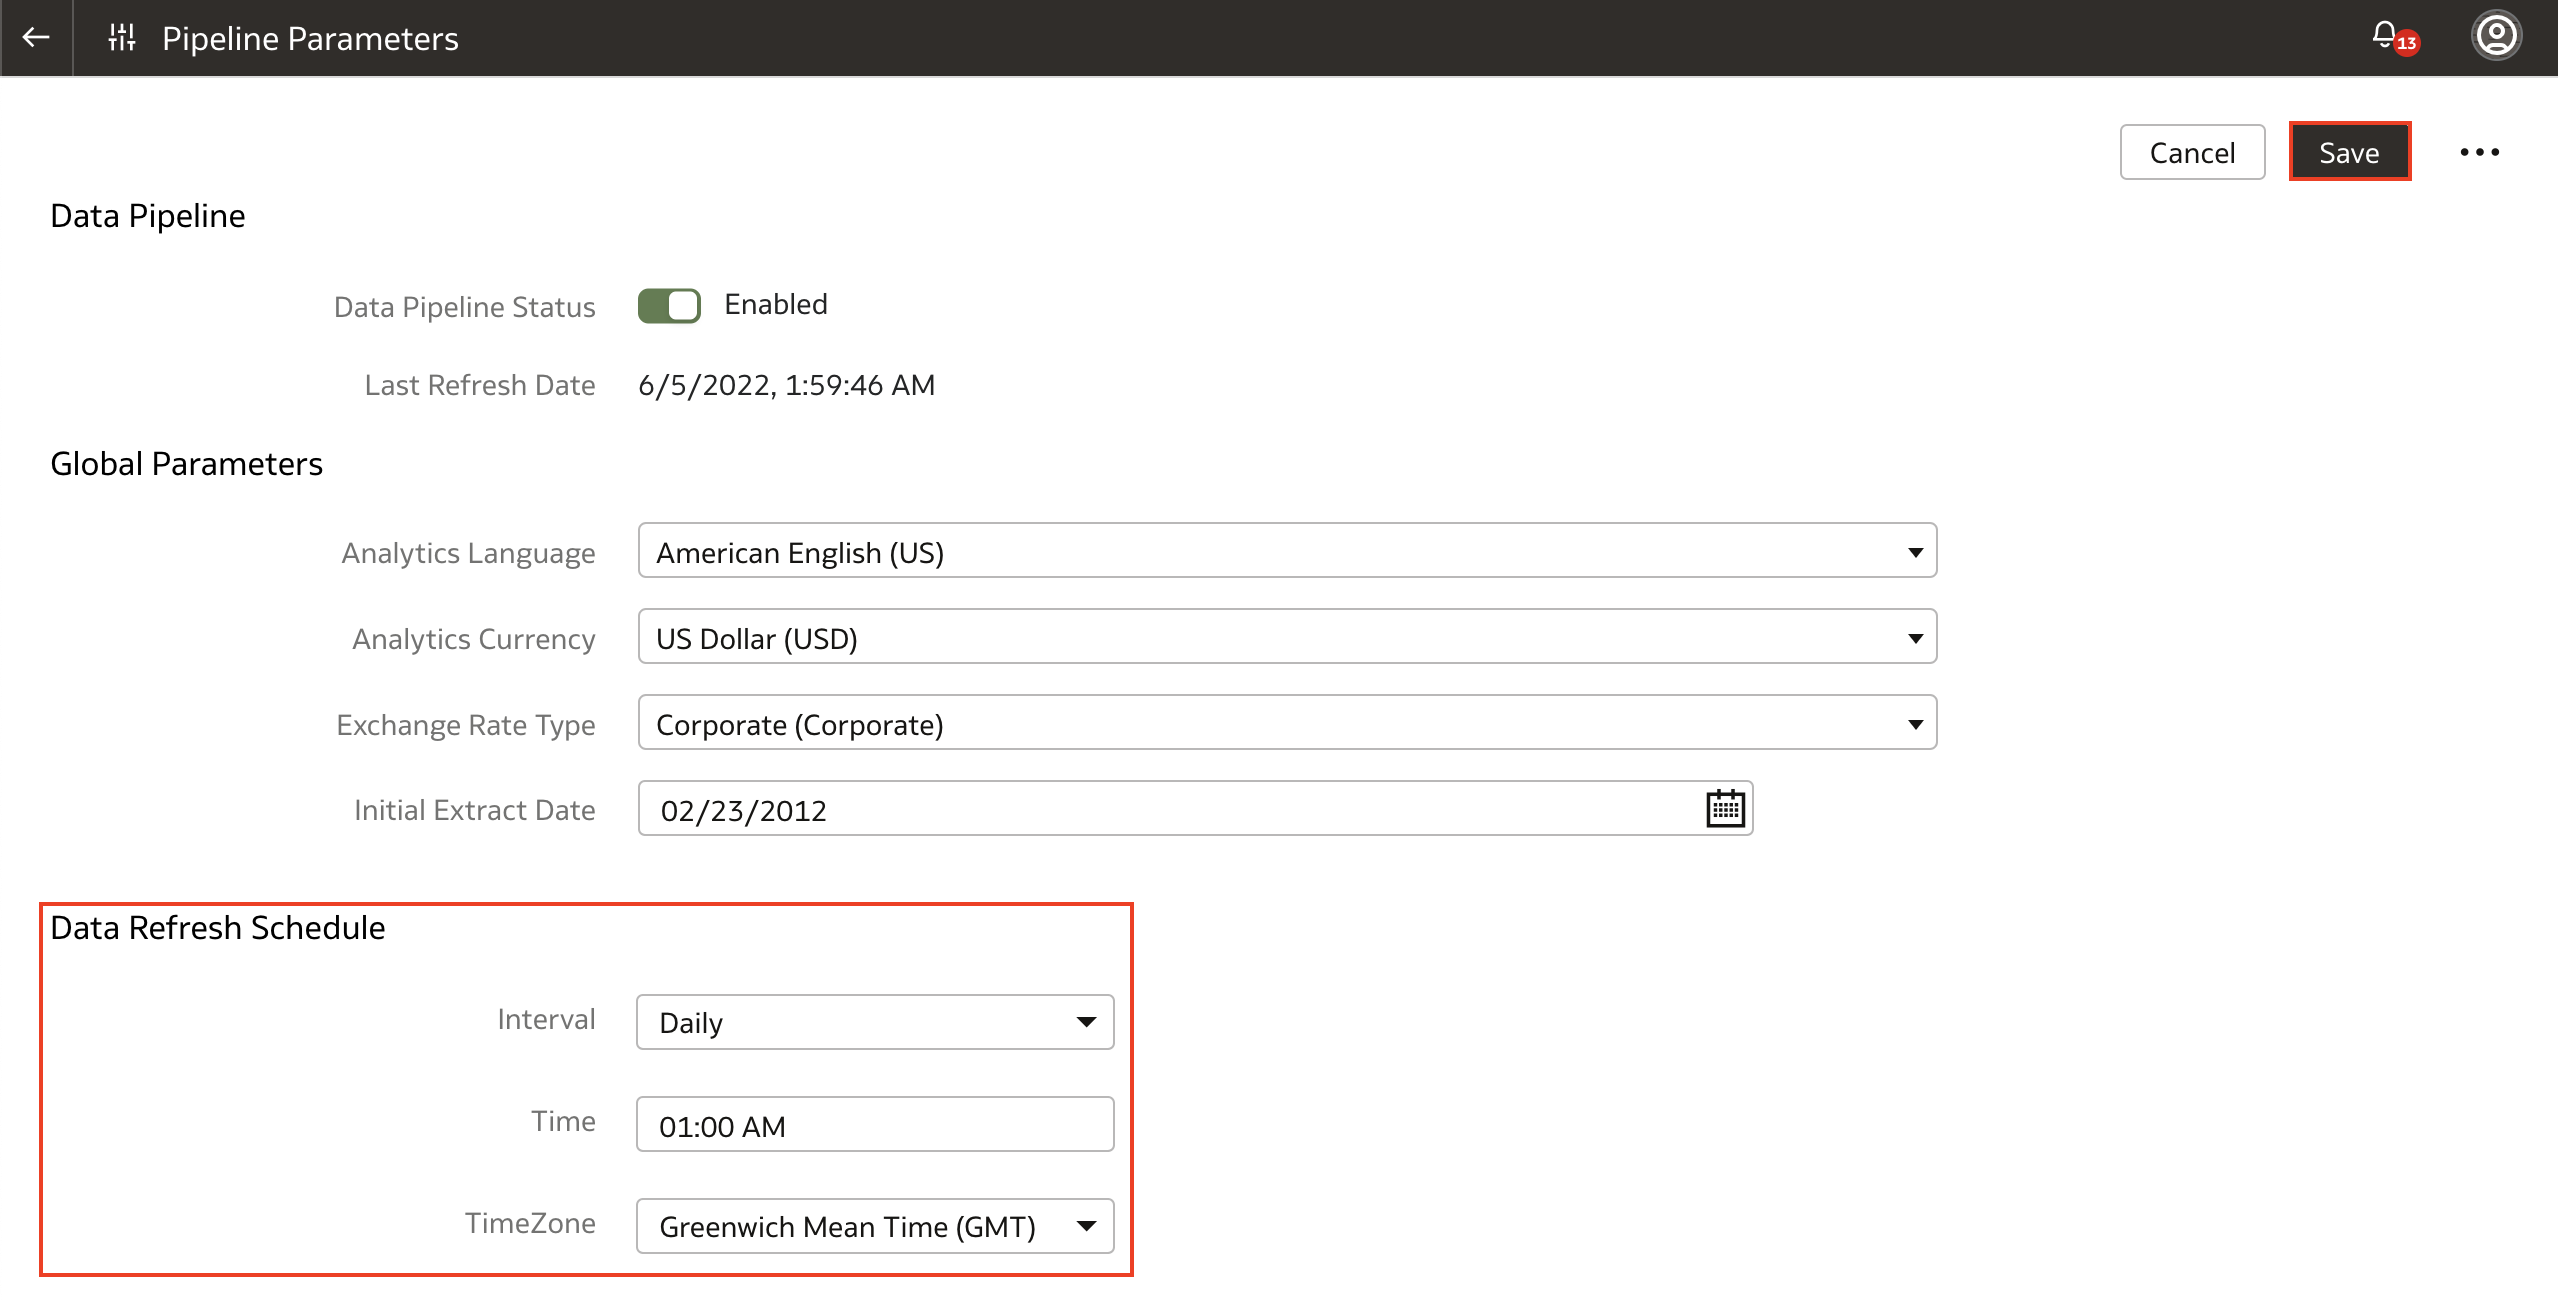 Pipeline Parameters
13
Cancel
Save
Data Pipeline
Data Pipeline Status
Enabled
Last Refresh Date
6/5/2022, 1:59:46 AM
Global Parameters
Analytics Language
American English (US)
Analytics Currency
US Dollar (USD)
Exchange Rate Type
Corporate (Corporate)
Initial Extract Date
02/23/2012
Data Refresh Schedule
Interval
Daily
Time
01:00 AM
TimeZone
Greenwich Mean Time (GMT)